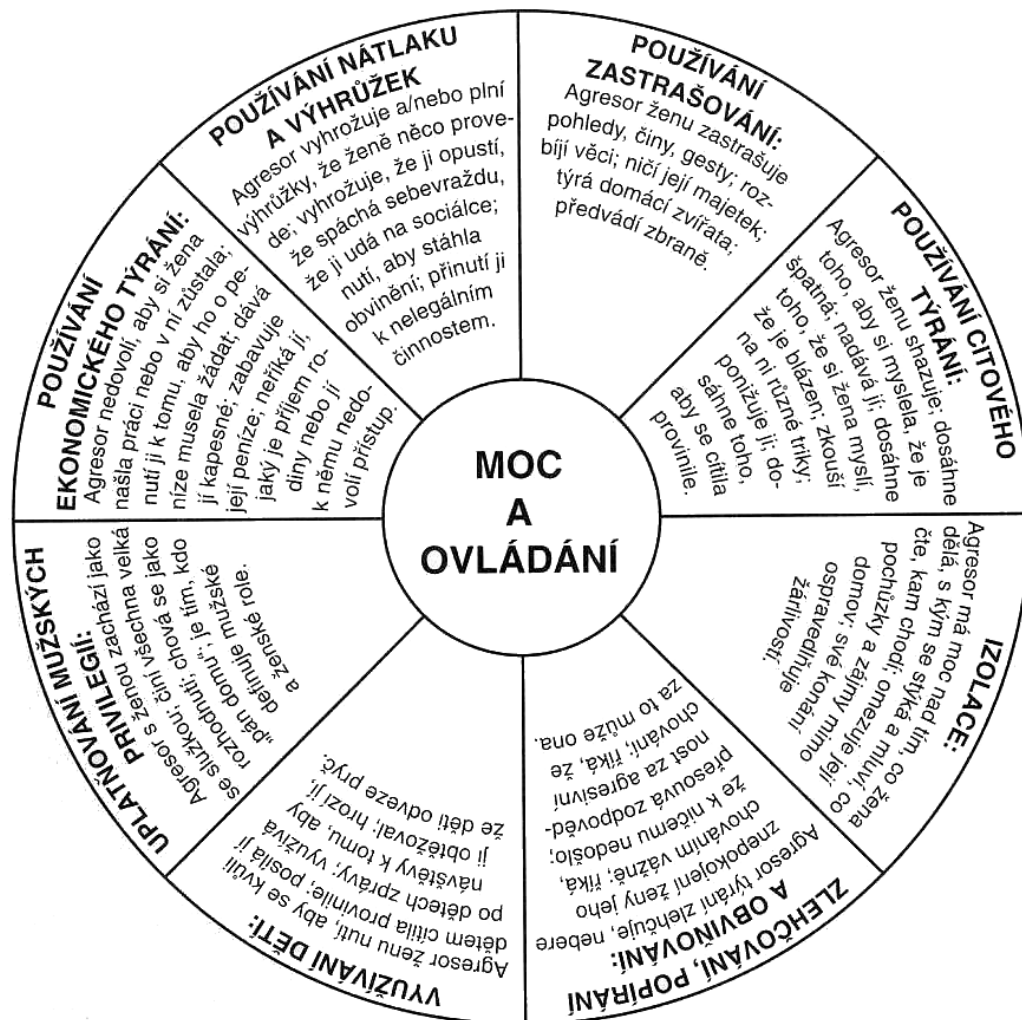 POUŽÍVÁNÍ
ZASTRAŠOVÁNÍ:
Agresor ženu zastrašuje
pohledy, činy, gesty; roz-
bíjí věci; ničí její majetek;
týrá domácí zvířata;
předvádí zbraně.
POUŽÍVÁNÍ CITOVÉHO
TÝRÁNÍ:
Agresor ženu shazuje; dosáhne
toho, aby si myslela, že je
špatná; nadává jí; dosáhne
toho, že si žena myslí,
že je blázen; zkouší
na ní různé triky;
ponižuje ji; do-
sáhne toho,
aby se cítila
provinile.
IZOLACE:
Agresor má moc nad tím, co žena
dělá, s kým se stýká a mluví, co
čte, kam chodí; omezuje její
pochůzky a zájmy mimo
domov; své konání
ospravedlňuje
žárlivostí.
ZLEHČOVÁNÍ, POPÍRÁNÍ
A OBVIŇOVÁNÍ:
Agresor týrání zlehčuje, nebere
znepokojení ženy jeho
chováním vážně; říká,
že k ničemu nedošlo;
přesouvá zodpověd-
nost za agresivní
chování; říká, že
za to může ona.
VYUŽÍVÁNÍ DĚTÍ:
Agresor ženu nutí, aby se kvůli
dětem cítila provinile; posílá jí
po dětech zprávy; využívá
návštěvy k tomu, aby
ji obtěžoval; hrozí jí,
že děti odveze pryč.
UPLATŇOVÁNÍ MUŽSKÝCH
PRIVILEGIÍ:
Agresor s ženou zachází jako
se služkou; činí všechna velká
rozhodnutí; chová se jako
„pán domu“; je tím, kdo
definuje mužské
a ženské role.
POUŽÍVÁNÍ
EKONOMICKÉHO TÝRÁNÍ:
Agresor nedovolí, aby si žena
našla práci nebo v ní zůstala;
nutí ji k tomu, aby ho o pe-
níze musela žádat; dává
jí kapesné; zabavuje
její peníze; neříká jí,
jaký je příjem ro-
diny nebo jí
k němu nedo-
volí přístup.
POUŽÍVÁNÍ NÁTLAKU
A VÝHRŮŽEK
Agresor vyhrožuje a/nebo plní
výhrůžky, že ženě něco prove-
de; vyhrožuje, že ji opustí,
že spáchá sebevraždu,
že ji udá na sociálce;
nutí, aby stáhla
obvinění; přinutí ji
k nelegálním
činnostem.
MOC
A
OVLÁDÁNÍ